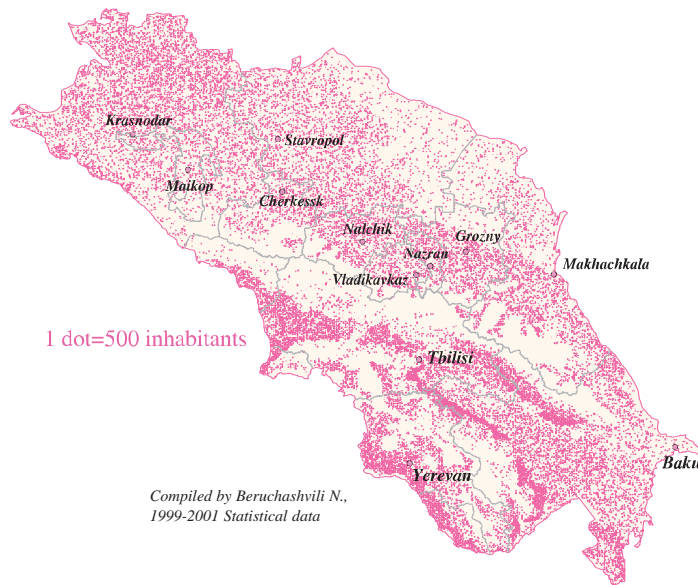 Krasnodar
Stavropol
Maikop
Cherkessk
Nalchik
Grozny
Nazran
Makhachkala
Vladikavkaz
1 dot=500 inhabitants
Tbilist
Baku
Yerevan
Compiled by Beruchashvili N.,
1999-2001 Statistical data